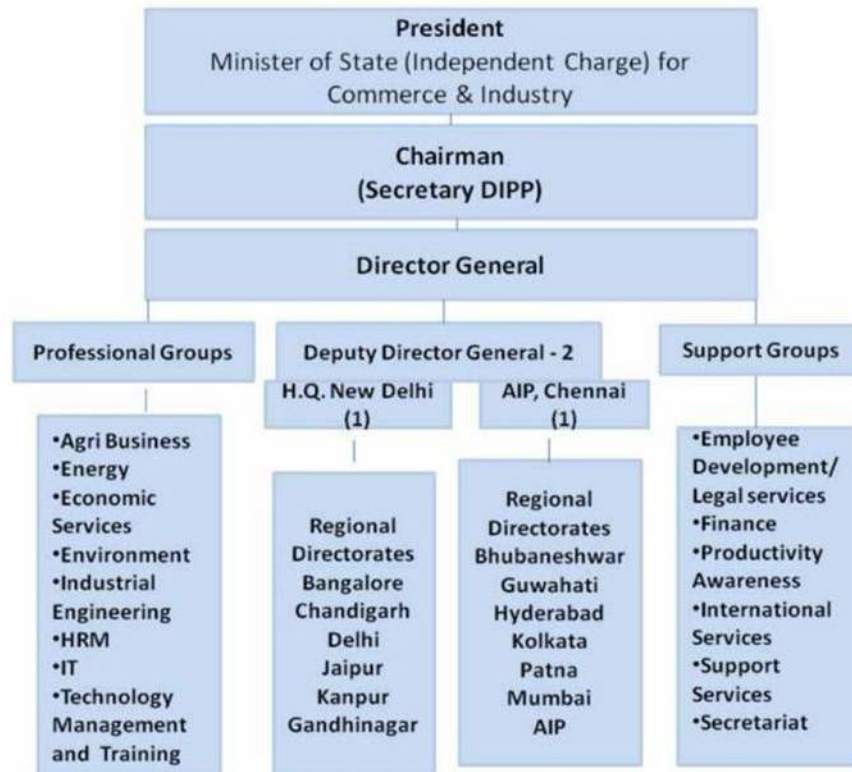 President
Minister of State (Independent Charge) for
Commerce & Industry
Chairman
(Secretary DIPP)
Director General
Professional Groups
•Agri Business
•Energy
•Economic
Services
•Environment
•Industrial
Engineering
•HRM
•IT
•Technology
Management
and Training
Deputy Director General - 2
H.Q. New Delhi
(1)
Regional
Directorates
Bangalore
Chandigarh
Delhi
Jaipur
Kanpur
Gandhinagar
AIP, Chennai
(1)
Regional
Directorates
Bhubaneshwar
Guwahati
Hyderabad
Kolkata
Patna
Mumbai
AIP
Support Groups
•Employee
Development/
Legal services
•Finance
•Productivity
Awareness
•International
Services
•Support
Services
•Secretariat